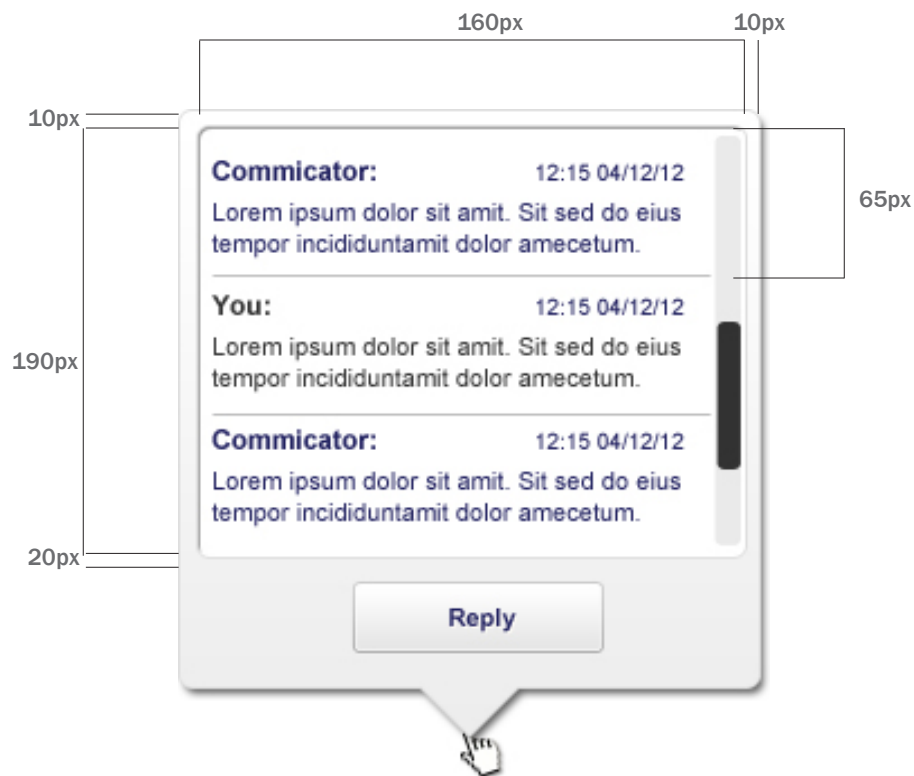 160px 10px
10px
Commicator: 12:15 04/12/12
65px
Lorem ipsum dolor sit amit. Sit sed do eius
tempor incididuntamit dolor amecetum.
You: 12:15 04/12/12
Lorem ipsum dolor sit amit. Sit sed do eius
190px
tempor incididuntamit dolor amecetum.
Commicator: 12:15 04/12/12
Lorem ipsum dolor sit amit. Sit sed do eius
tempor incididuntamit dolor amecetum.
20px
Reply